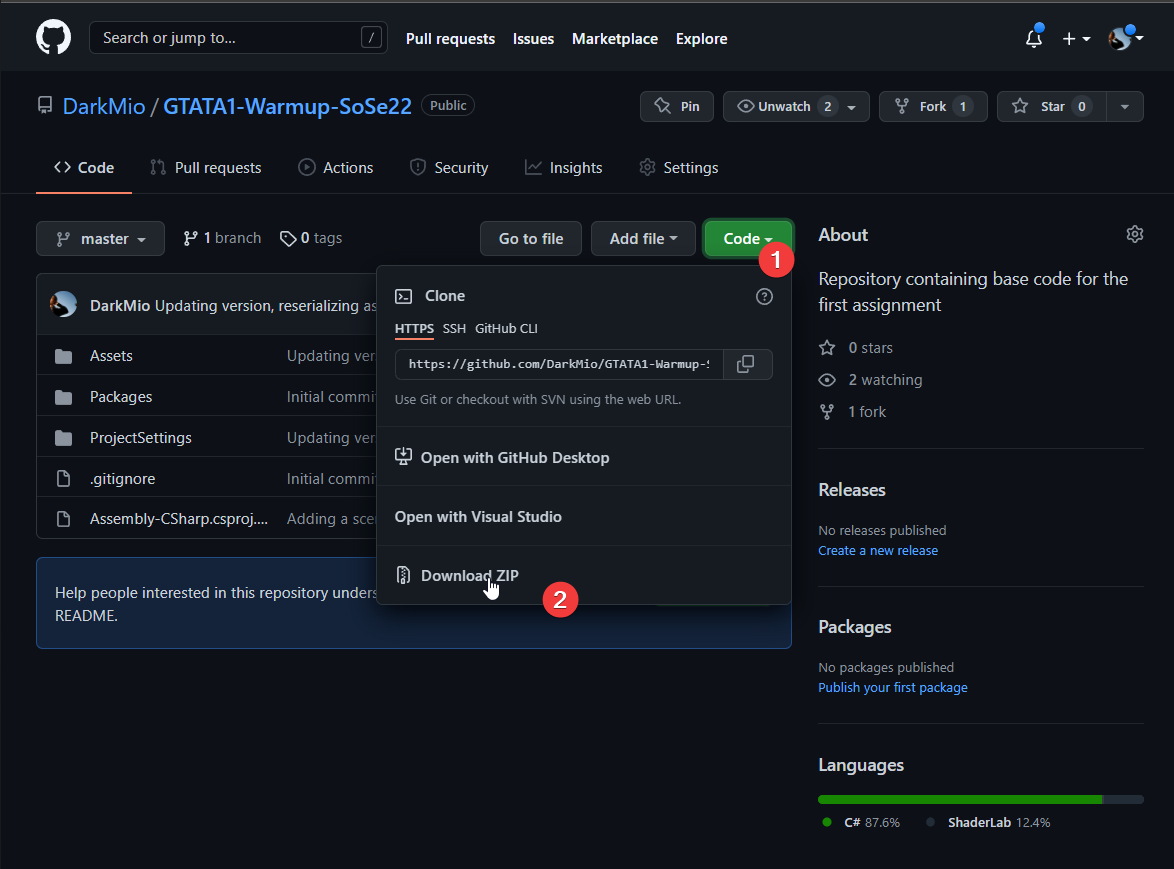 Search or jump to... / Pull requests Issues Marketplace Explore
DarkMio / GTATA1-Warmup-SoSe22 Public Pin Unwatch 2 Fork 1 Star 0
Code Pull requests Actions Security Insights Settings
master 1 branch 0 tags Go to file Add file Code
1
DarkMio Updating version, reserializing as
Assets Updating ver
Packages Initial commi
ProjectSettings Updating ver
.gitignore Initial commi
Assembly-CSharp.csproj.... Adding a sce
Help people interested in this repository unders
README.
Clone
HTTPS SSH GitHub CLI
https://github.com/DarkMio/GTATA1-Warmup-S
Use Git or checkout with SVN using the web URL.
Open with GitHub Desktop
Open with Visual Studio
Download ZIP
2
About
Repository containing base code for the
first assignment
0 stars
2 watching
1 fork
Releases
No releases published
Create a new release
Packages
No packages published
Publish your first package
Languages
C# 87.6% ShaderLab 12.4%